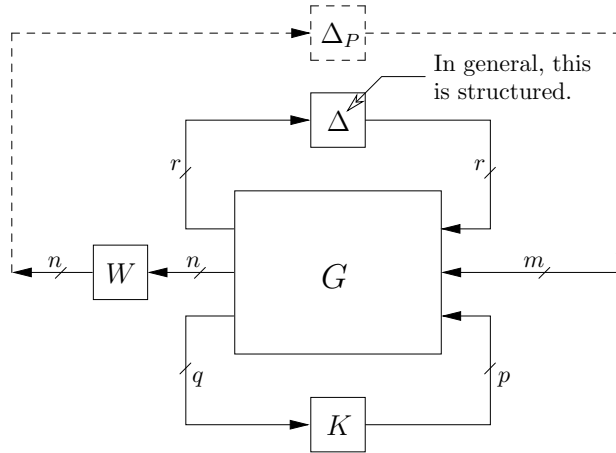 Δ_P
In general, this
is structured.
Δ
r
r
n
W
n
G
m
q
p
K